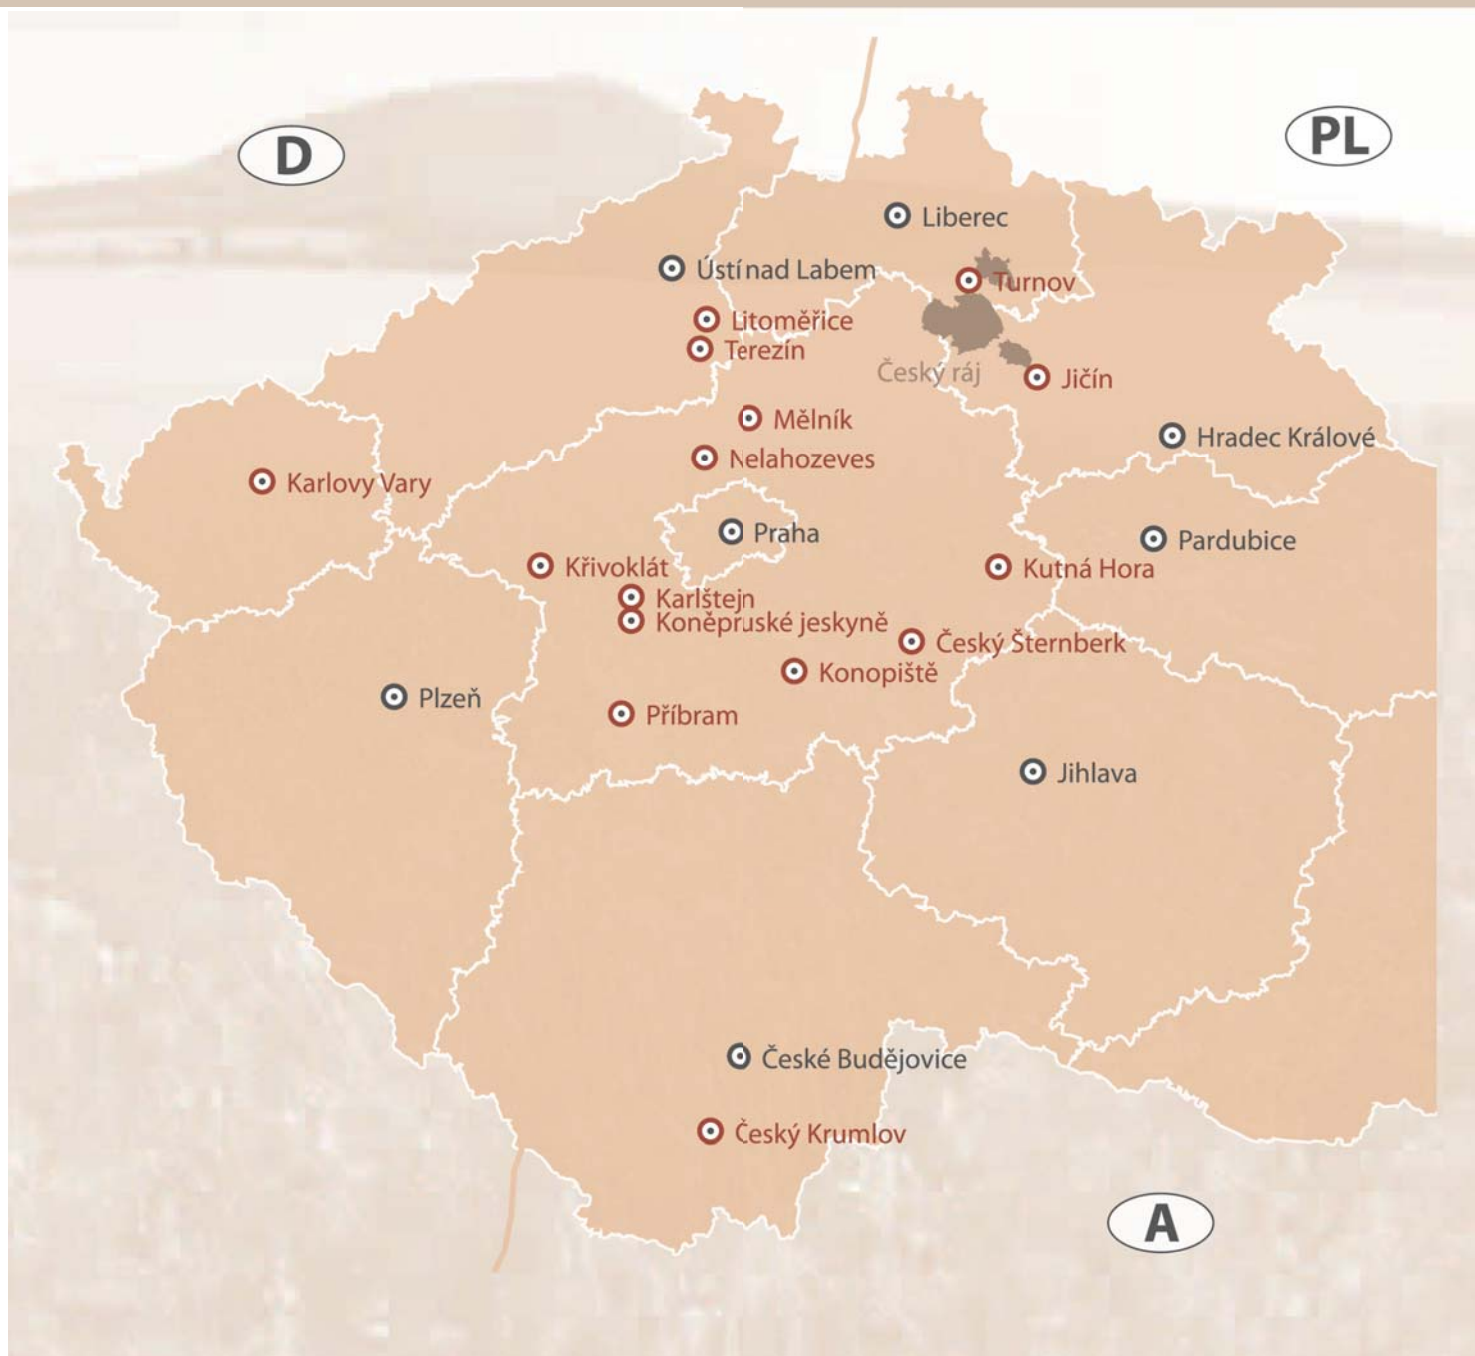 D
PL
Liberec
Ústí nad Labem
Turnov
Litoměřice
Terezín
Český ráj
Jičín
Mělník
Hradec Králové
Nelahozeves
Karlovy Vary
Praha
Pardubice
Křivoklát
Kutná Hora
Karlštejn
Koněpruské jeskyně
Český Šternberk
Konopiště
Plzeň
Příbram
Jihlava
České Budějovice
Český Krumlov
A